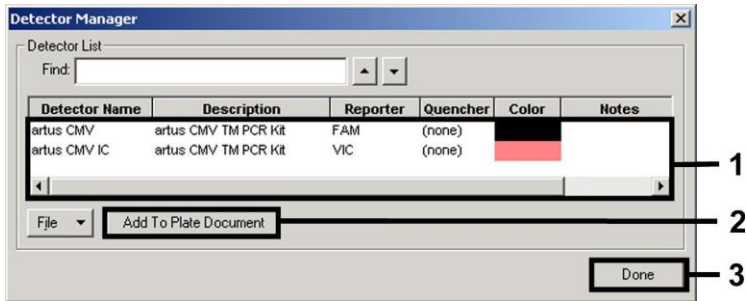 Detector Manager
Detector List
Find:
Detector Name Description Reporter Quencher Color Notes
artus CMV artus CMV TM PCR Kit FAM (none)
artus CMV IC artus CMV TM PCR Kit VIC (none)
1
File Add To Plate Document 2
Done 3